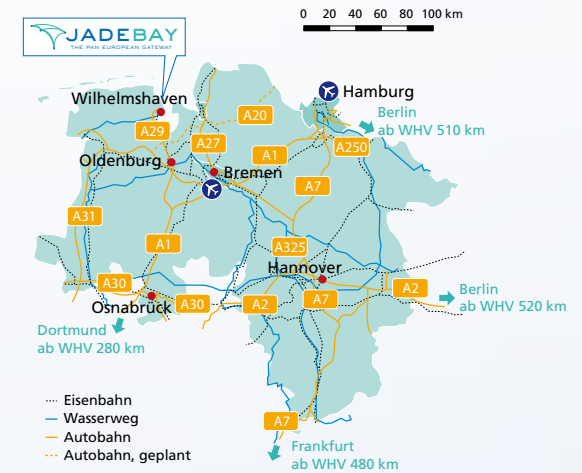 0 20 40 60 80 100 km
JADEBAY
THE PAN EUROPEAN GATEWAY
Hamburg
Wilhelmshaven
Berlin
ab WHV 510 km
A20
A29
A27
A250
A1
Oldenburg
Bremen
A7
A31
A1
A325
Hannover
A30
A2
Berlin
ab WHV 520 km
Osnabrück
A30
A2
A7
Dortmund
ab WHV 280 km
Eisenbahn
Wasserweg
A7
Autobahn
Frankfurt
ab WHV 480 km
Autobahn, geplant